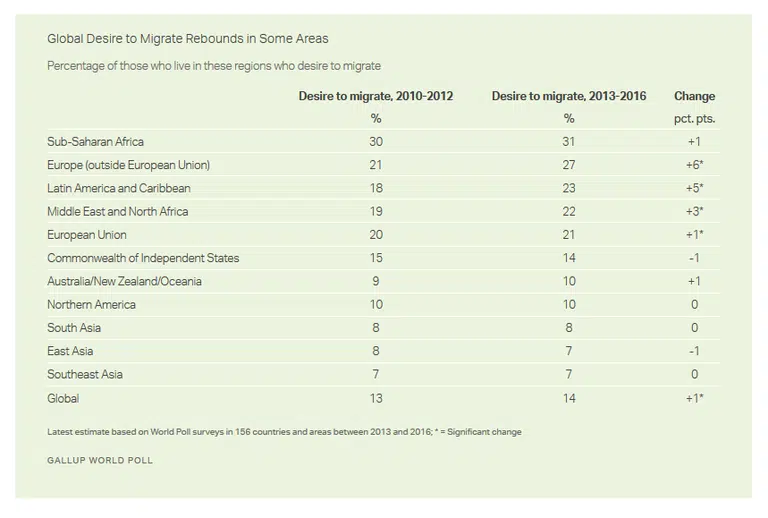 Global Desire to Migrate Rebounds in Some Areas
Percentage of those who live in these regions who desire to migrate
Desire to migrate, 2010-2012 Desire to migrate, 2013-2016 Change
% % pct. pts.
Sub-Saharan Africa 30 31 +1
Europe (outside European Union) 21 27 +6*
Latin America and Caribbean 18 23 +5*
Middle East and North Africa 19 22 +3*
European Union 20 21 +1*
Commonwealth of Independent States 15 14 -1
Australia/New Zealand/Oceania 9 10 +1
Northern America 10 10 0
South Asia 8 8 0
East Asia 8 7 -1
Southeast Asia 7 7 0
Global 13 14 +1*
Latest estimate based on World Poll surveys in 156 countries and areas between 2013 and 2016; * = Significant change
GALLUP WORLD POLL